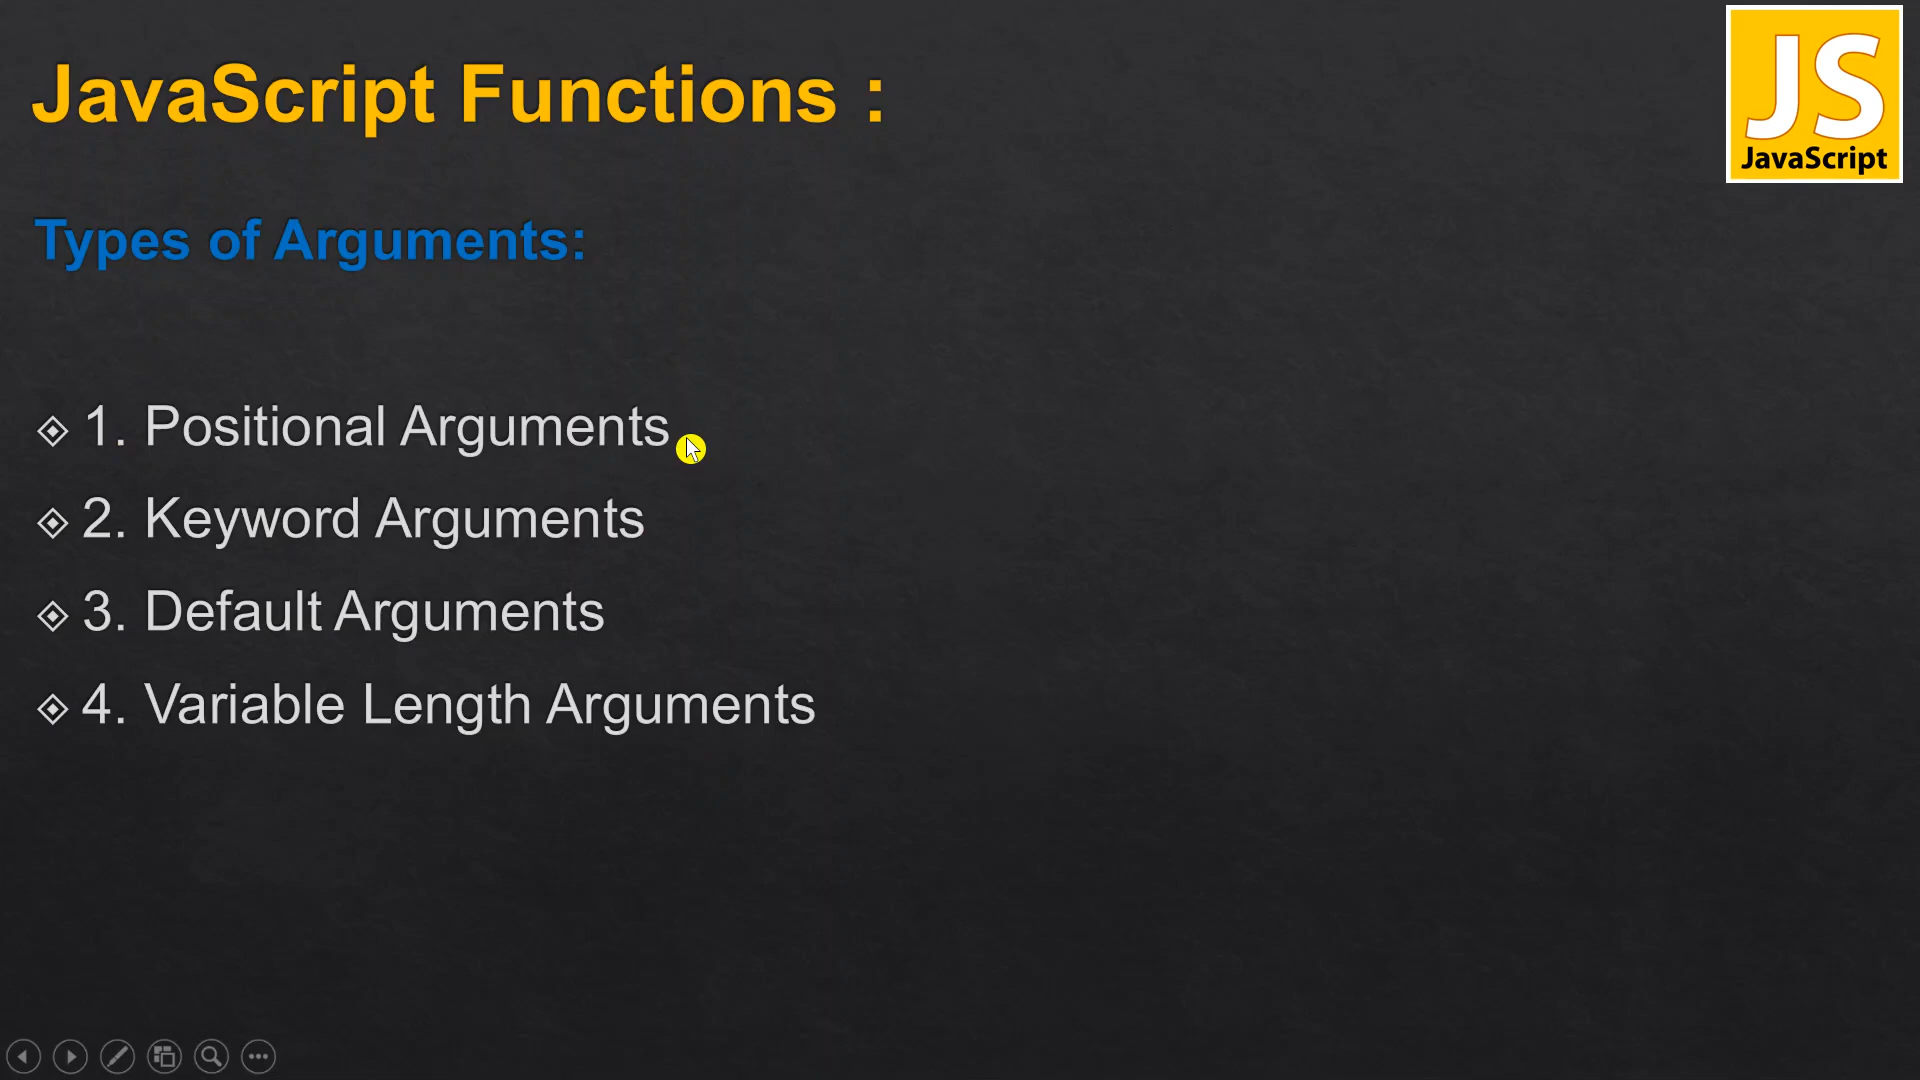 JavaScript Functions :
JS
JavaScript
Types of Arguments:
1. Positional Arguments
2. Keyword Arguments
3. Default Arguments
4. Variable Length Arguments